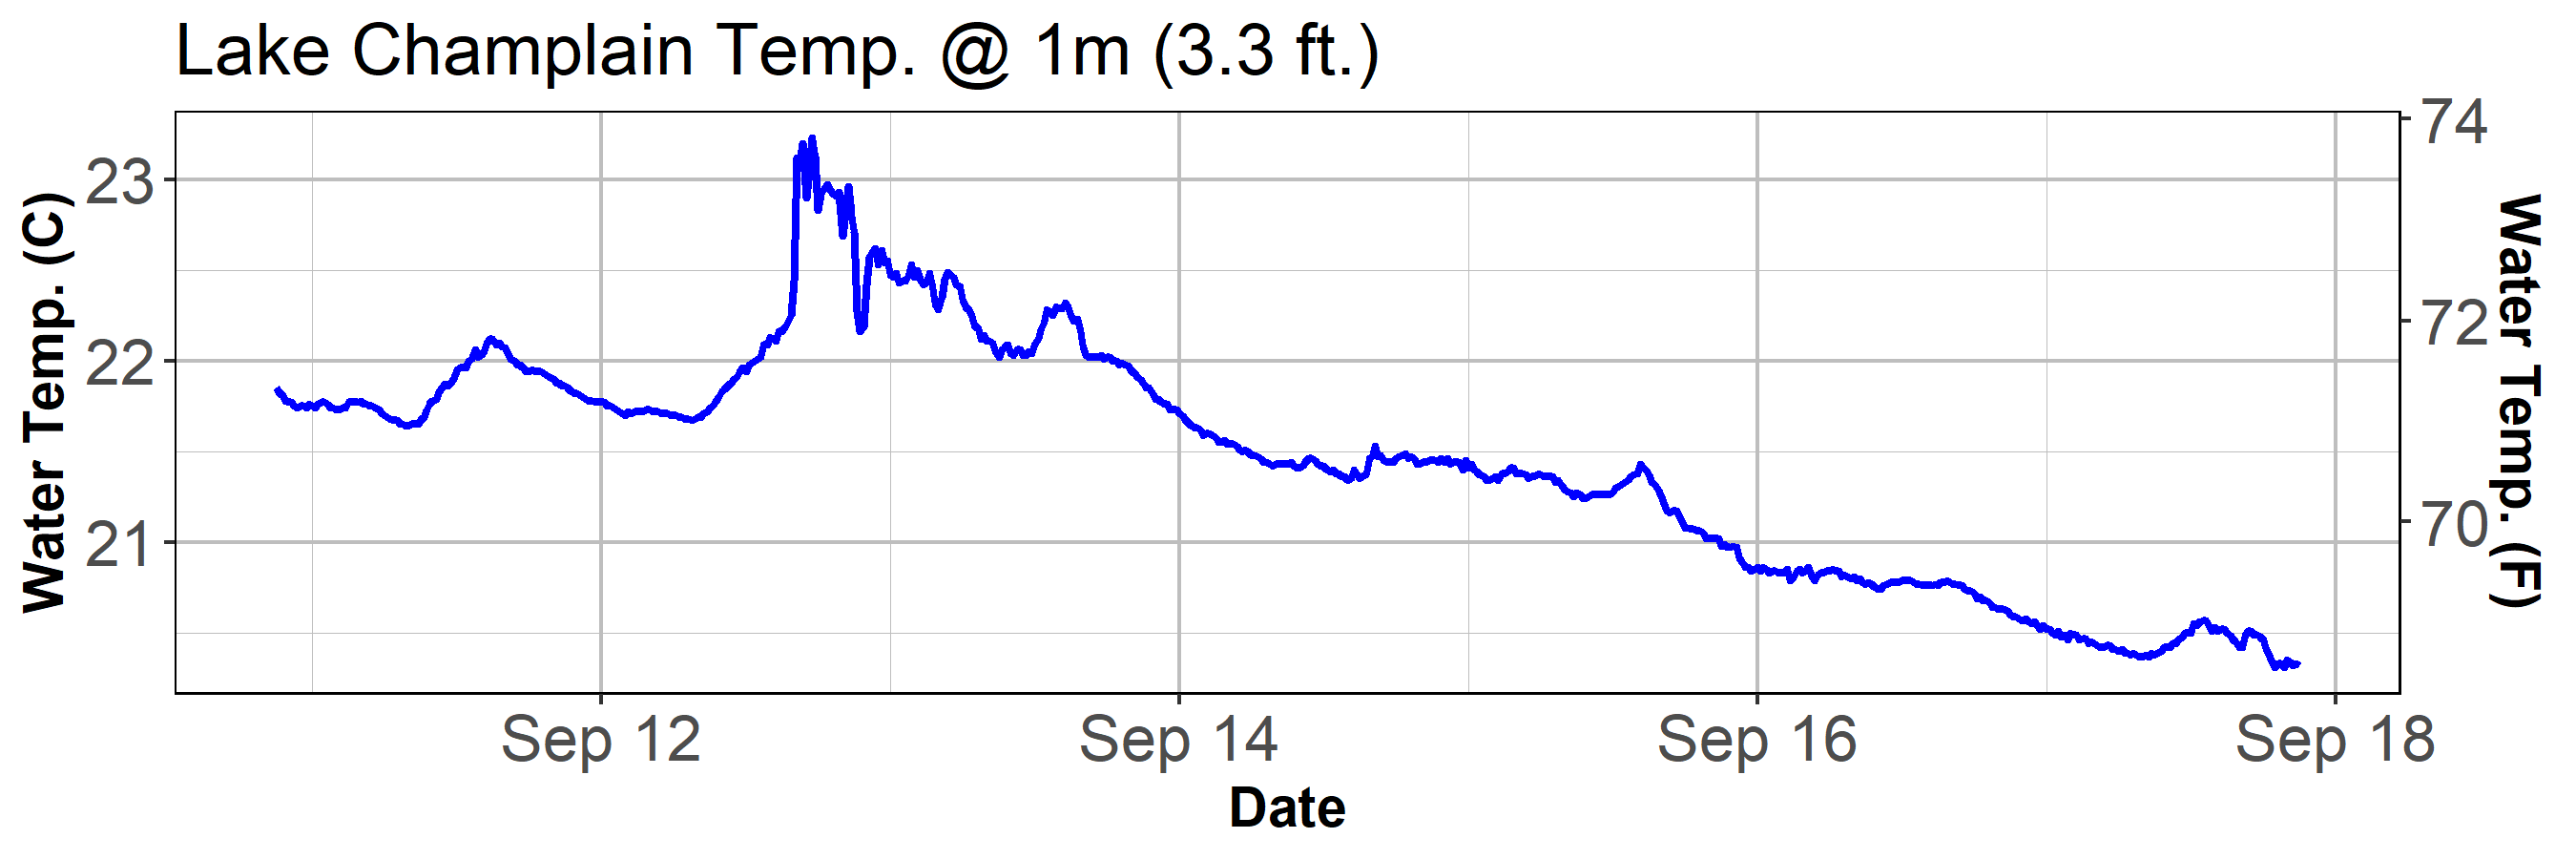 Lake Champlain Temp. @ 1m (3.3 ft.)
Water Temp. (C)
23
22
21
74
72
70
Water Temp. (F)
Sep 12
Sep 14
Sep 16
Sep 18
Date